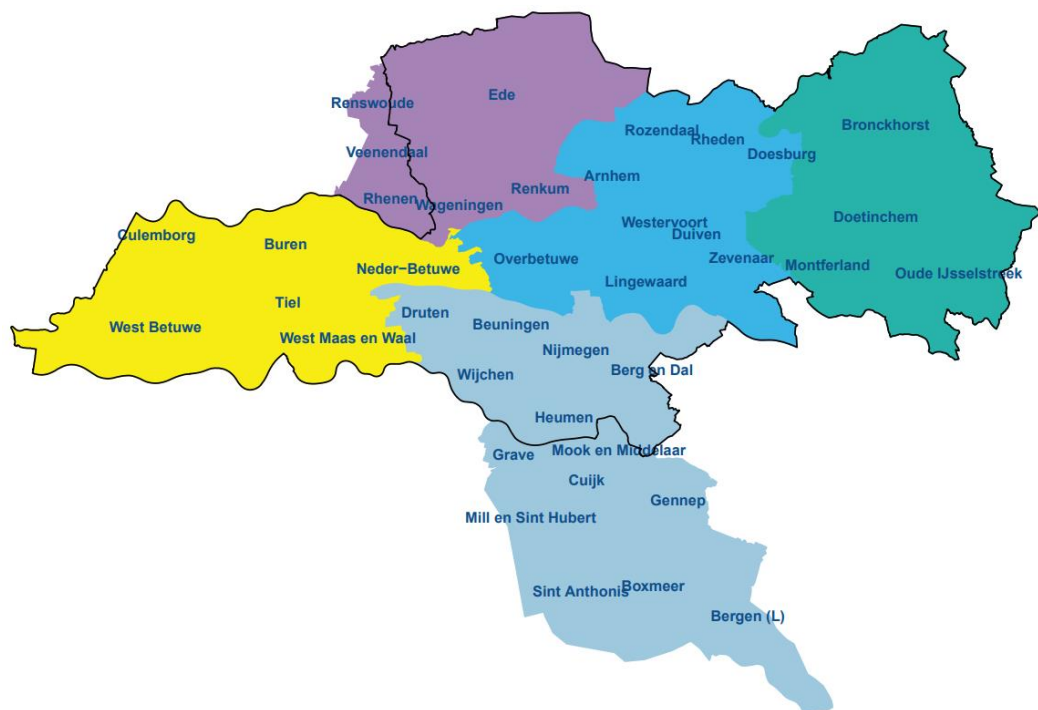 Ede
Renswoude
Bronckhorst
Rozendaal
Rheden
Veenendaal
Doesburg
Arnhem
Renkum
Rhenen
Wageningen
Doetinchem
Westervoort
Culemborg
Duiven
Buren
Overbetuwe
Zevenaar
Montferland
Neder-Betuwe
Oude IJsselstreek
Lingewaard
Tiel
Druten
Beuningen
West Betuwe
West Maas en Waal
Nijmegen
Berg en Dal
Wijchen
Heumen
Mook en Middelaar
Grave
Cuijk
Gennep
Mill en Sint Hubert
Boxmeer
Sint Anthonis
Bergen (L)